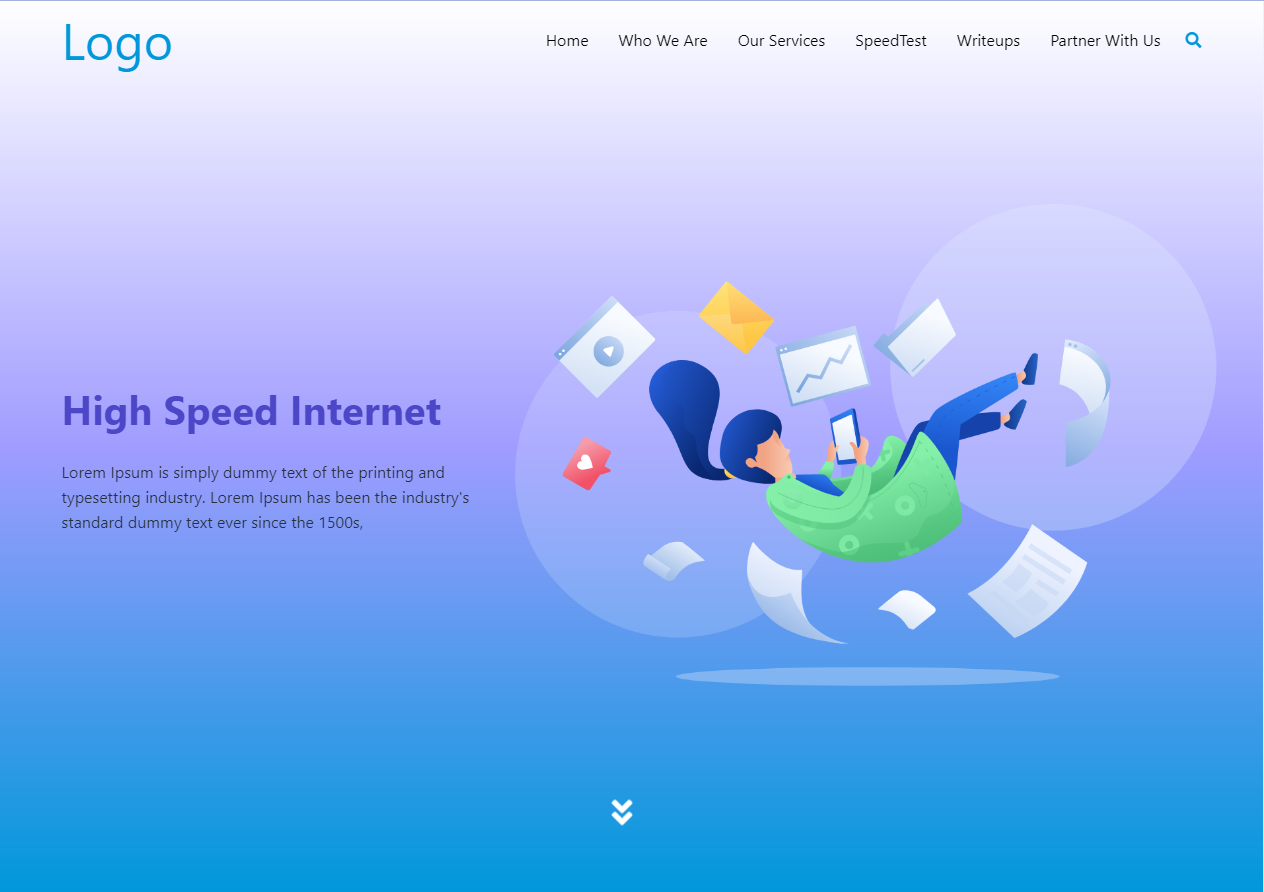 Logo
Home Who We Are Our Services SpeedTest Writeups Partner With Us
High Speed Internet
Lorem Ipsum is simply dummy text of the printing and
typesetting industry. Lorem Ipsum has been the industry's
standard dummy text ever since the 1500s,